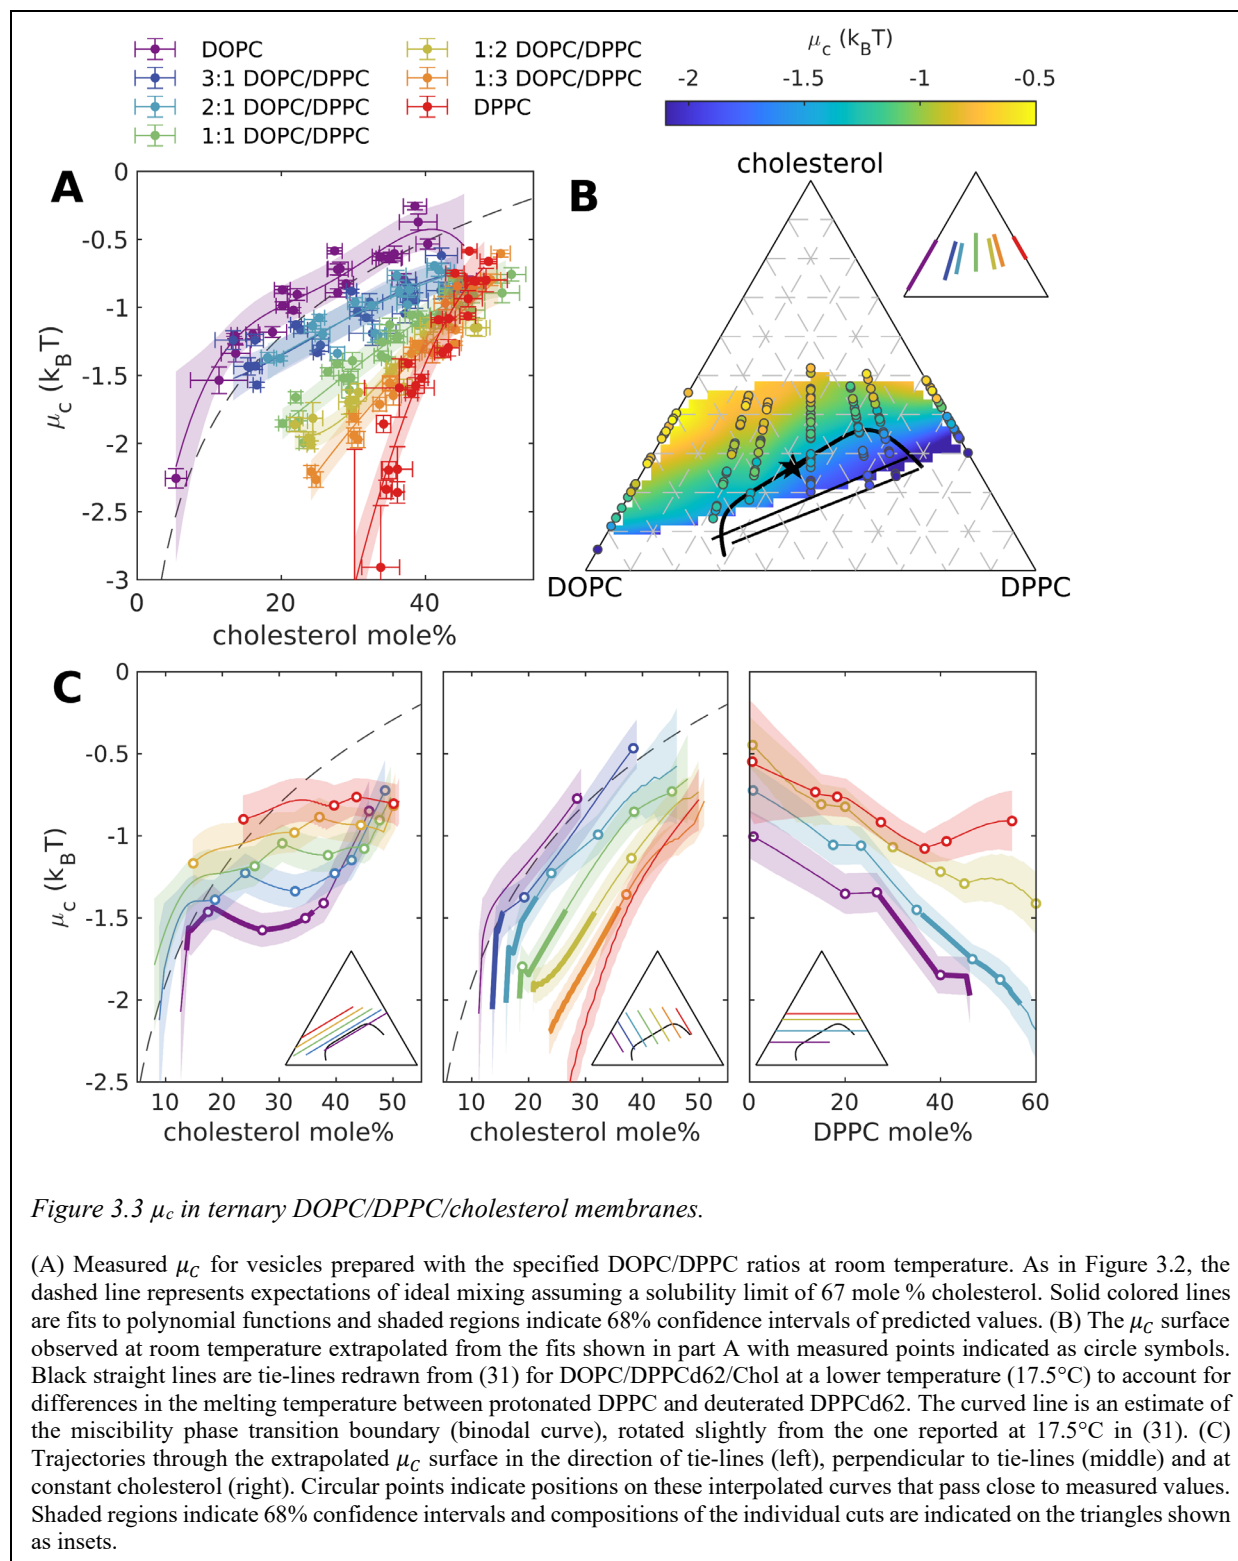 DOPC
3:1 DOPC/DPPC
2:1 DOPC/DPPC
1:1 DOPC/DPPC
1:2 DOPC/DPPC
1:3 DOPC/DPPC
DPPC
μc (kBT)
-2 -1.5 -1 -0.5
A
0
-0.5
-1
-1.5
-2
-2.5
-3
μc (kBT)
0 20 40
cholesterol mole%
B
cholesterol
DOPC
DPPC
C
0
-0.5
-1
-1.5
-2
-2.5
μc (kBT)
10 20 30 40 50
cholesterol mole%
10 20 30 40 50
cholesterol mole%
0 20 40 60
DPPC mole%
Figure 3.3 μc in ternary DOPC/DPPC/cholesterol membranes.
(A) Measured μC for vesicles prepared with the specified DOPC/DPPC ratios at room temperature. As in Figure 3.2, the
dashed line represents expectations of ideal mixing assuming a solubility limit of 67 mole % cholesterol. Solid colored lines
are fits to polynomial functions and shaded regions indicate 68% confidence intervals of predicted values. (B) The μC surface
observed at room temperature extrapolated from the fits shown in part A with measured points indicated as circle symbols.
Black straight lines are tie-lines redrawn from (31) for DOPC/DPPCd62/Chol at a lower temperature (17.5°C) to account for
differences in the melting temperature between protonated DPPC and deuterated DPPCd62. The curved line is an estimate of
the miscibility phase transition boundary (binodal curve), rotated slightly from the one reported at 17.5°C in (31). (C)
Trajectories through the extrapolated μC surface in the direction of tie-lines (left), perpendicular to tie-lines (middle) and at
constant cholesterol (right). Circular points indicate positions on these interpolated curves that pass close to measured values.
Shaded regions indicate 68% confidence intervals and compositions of the individual cuts are indicated on the triangles shown
as insets.